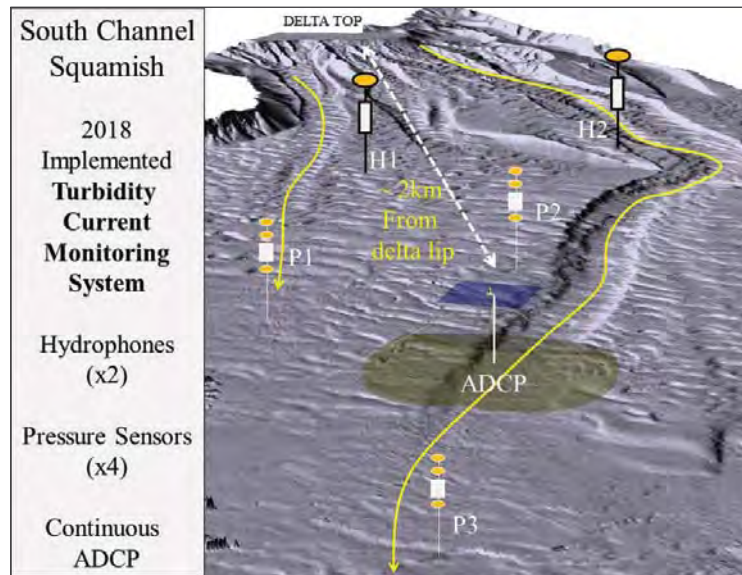 South Channel
Squamish
2018
Implemented
Turbidity
Current
Monitoring
System
Hydrophones
(x2)
Pressure Sensors
(x4)
Continuous
ADCP
DELTA TOP
H1
H2
~ 2km
From
delta lip
P2
P1
ADCP
P3